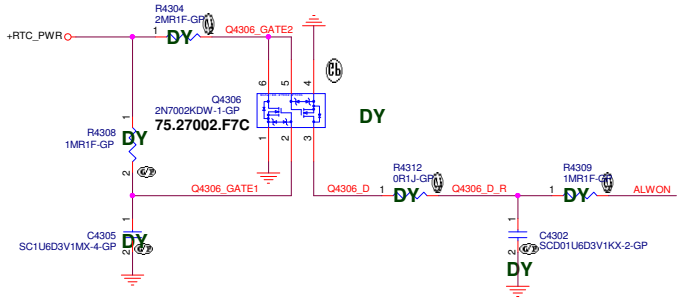 R4304
2MR1F-GP
+RTC_PWR
1
2
DY
Q4306_GATE2
6
5
4
Q4306
2N7002KDW-1-GP
75.27002.F7C
DY
1
2
3
1
R4308
1MR1F-GP
DY
2
Q4306_GATE1
Q4306_D
R4312
0R1J-GP
1
DY
Q4306_D_R
R4309
1MR1F-GP
1
DY
ALWON
1
C4305
SC1U6D3V1MX-4-GP
DY
2
1
C4302
SCD01U6D3V1KX-2-GP
2
DY